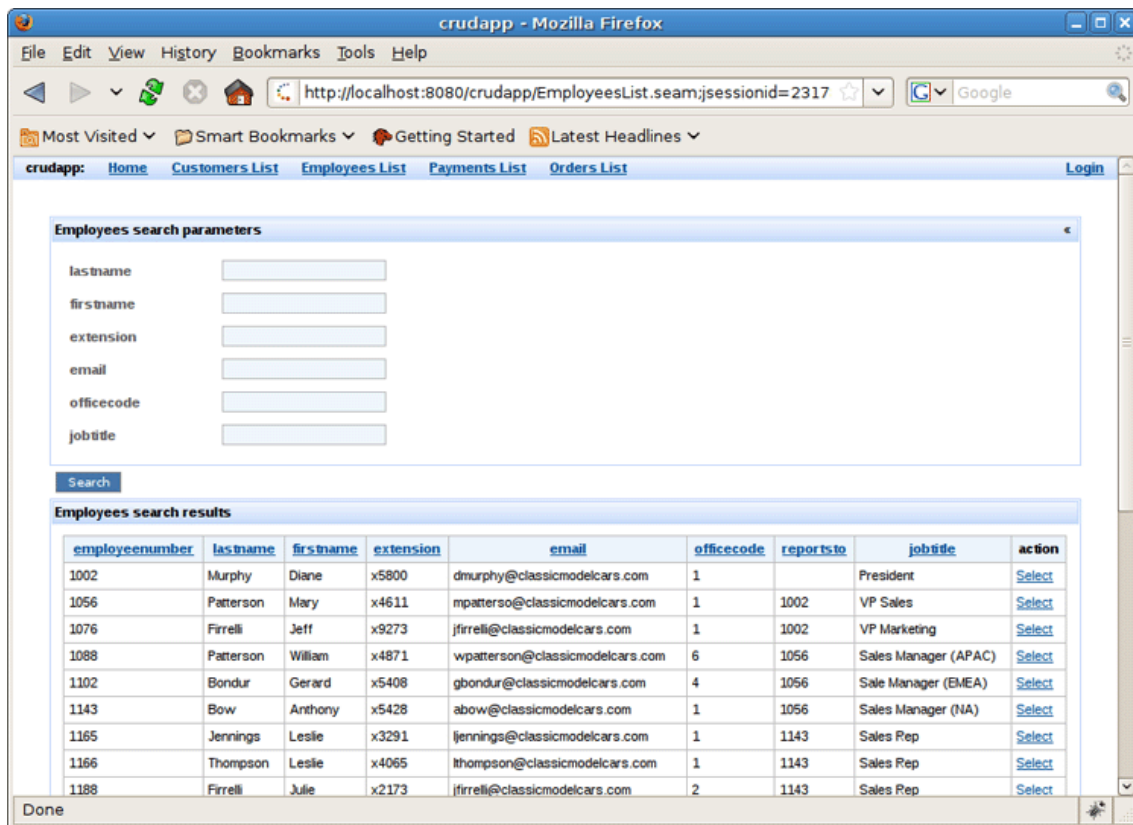 crudapp - Mozilla Firefox
File Edit View History Bookmarks Tools Help
http://localhost:8080/crudapp/EmployeesList.seam;jsessionid=2317 G Google
Most Visited Smart Bookmarks Getting Started Latest Headlines
crudapp: Home Customers List Employees List Payments List Orders List Login
Employees search parameters «
lastname
firstname
extension
email
officecode
jobtitle
Search
Employees search results
employeenumber lastname firstname extension email officecode reportsto jobtitle action
1002 Murphy Diane x5800 dmurphy@classicmodelcars.com 1 President Select
1056 Patterson Mary x4611 mpatterso@classicmodelcars.com 1 1002 VP Sales Select
1076 Firrelli Jeff x9273 jfirrelli@classicmodelcars.com 1 1002 VP Marketing Select
1088 Patterson William x4871 wpatterson@classicmodelcars.com 6 1056 Sales Manager (APAC) Select
1102 Bondur Gerard x5408 gbondur@classicmodelcars.com 4 1056 Sale Manager (EMEA) Select
1143 Bow Anthony x5428 abow@classicmodelcars.com 1 1056 Sales Manager (NA) Select
1165 Jennings Leslie x3291 ljennings@classicmodelcars.com 1 1143 Sales Rep Select
1166 Thompson Leslie x4065 lthompson@classicmodelcars.com 1 1143 Sales Rep Select
1188 Firrelli Julie x2173 jfirrelli@classicmodelcars.com 2 1143 Sales Rep Select
Done